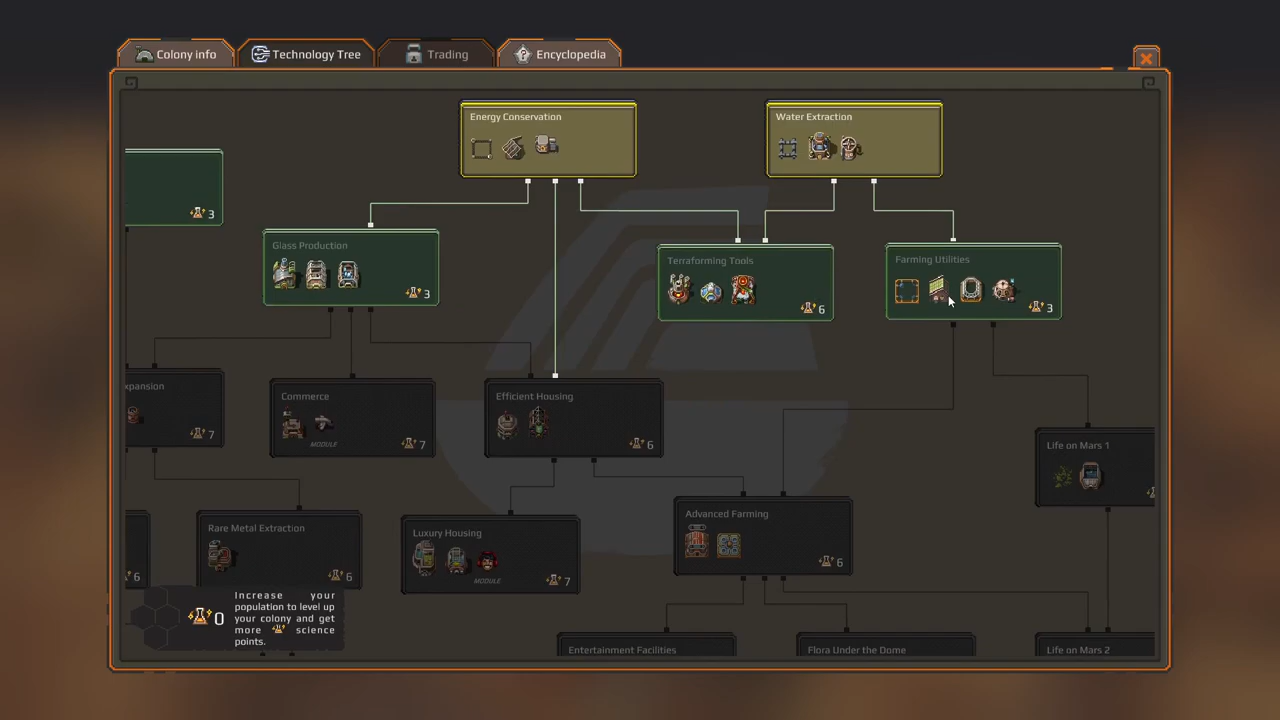 Colony info
Technology Tree
Trading
Encyclopedia
Energy Conservation
Water Extraction
3
Glass Production
3
Terraforming Tools
6
Farming Utilities
3
xpansion
7
Commerce
MODULE
7
Efficient Housing
6
Life on Mars 1
Rare Metal Extraction
6
6
Luxury Housing
MODULE
7
Advanced Farming
6
0
Increase your
population to level up
your colony and get
more science
points.
Entertainment Facilities
Flora Under the Dome
Life on Mars 2